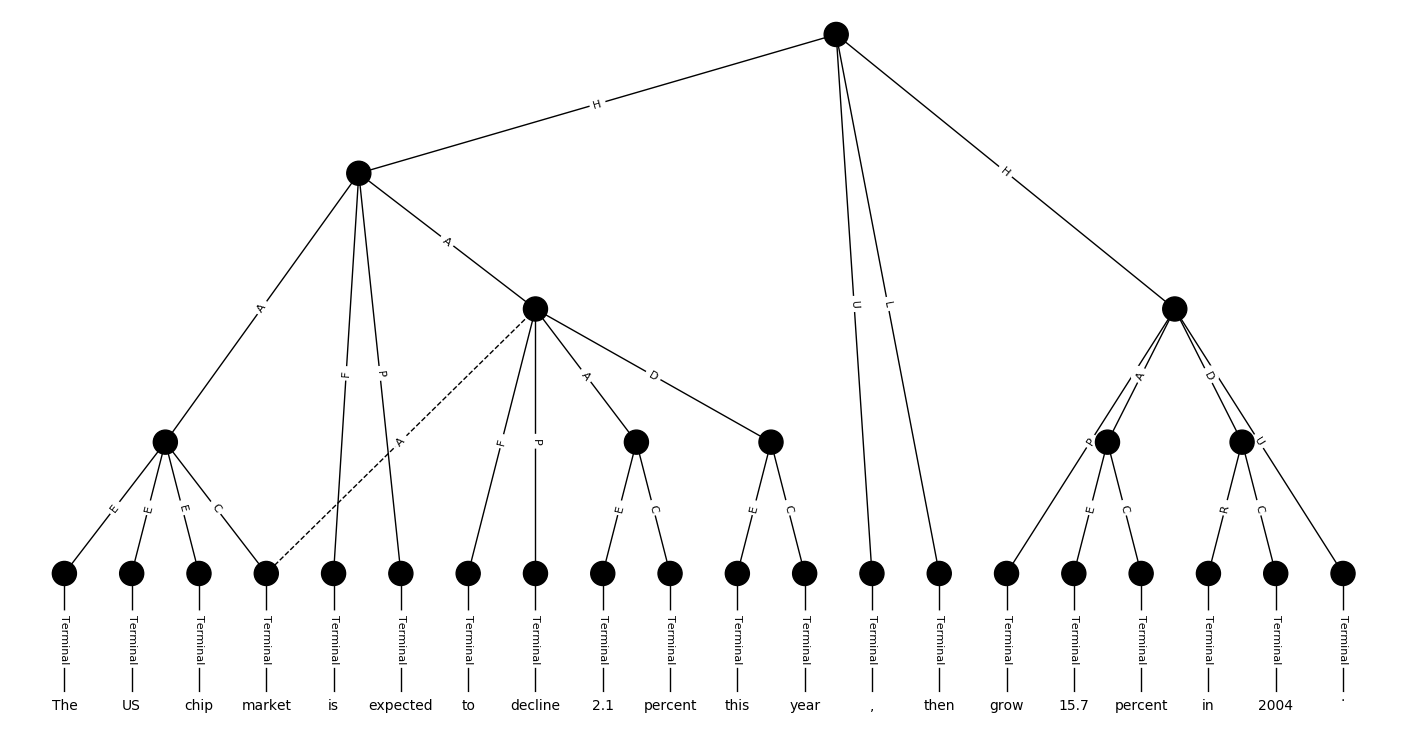 H
H
A
A
U
L
F
P
A
D
A
D
A
F
P
P
U
E
E
E
C
E
C
E
C
E
C
R
C
Terminal Terminal Terminal Terminal Terminal Terminal Terminal Terminal Terminal Terminal Terminal Terminal Terminal Terminal Terminal Terminal Terminal Terminal Terminal Terminal
The US chip market is expected to decline 2.1 percent this year , then grow 15.7 percent in 2004 .